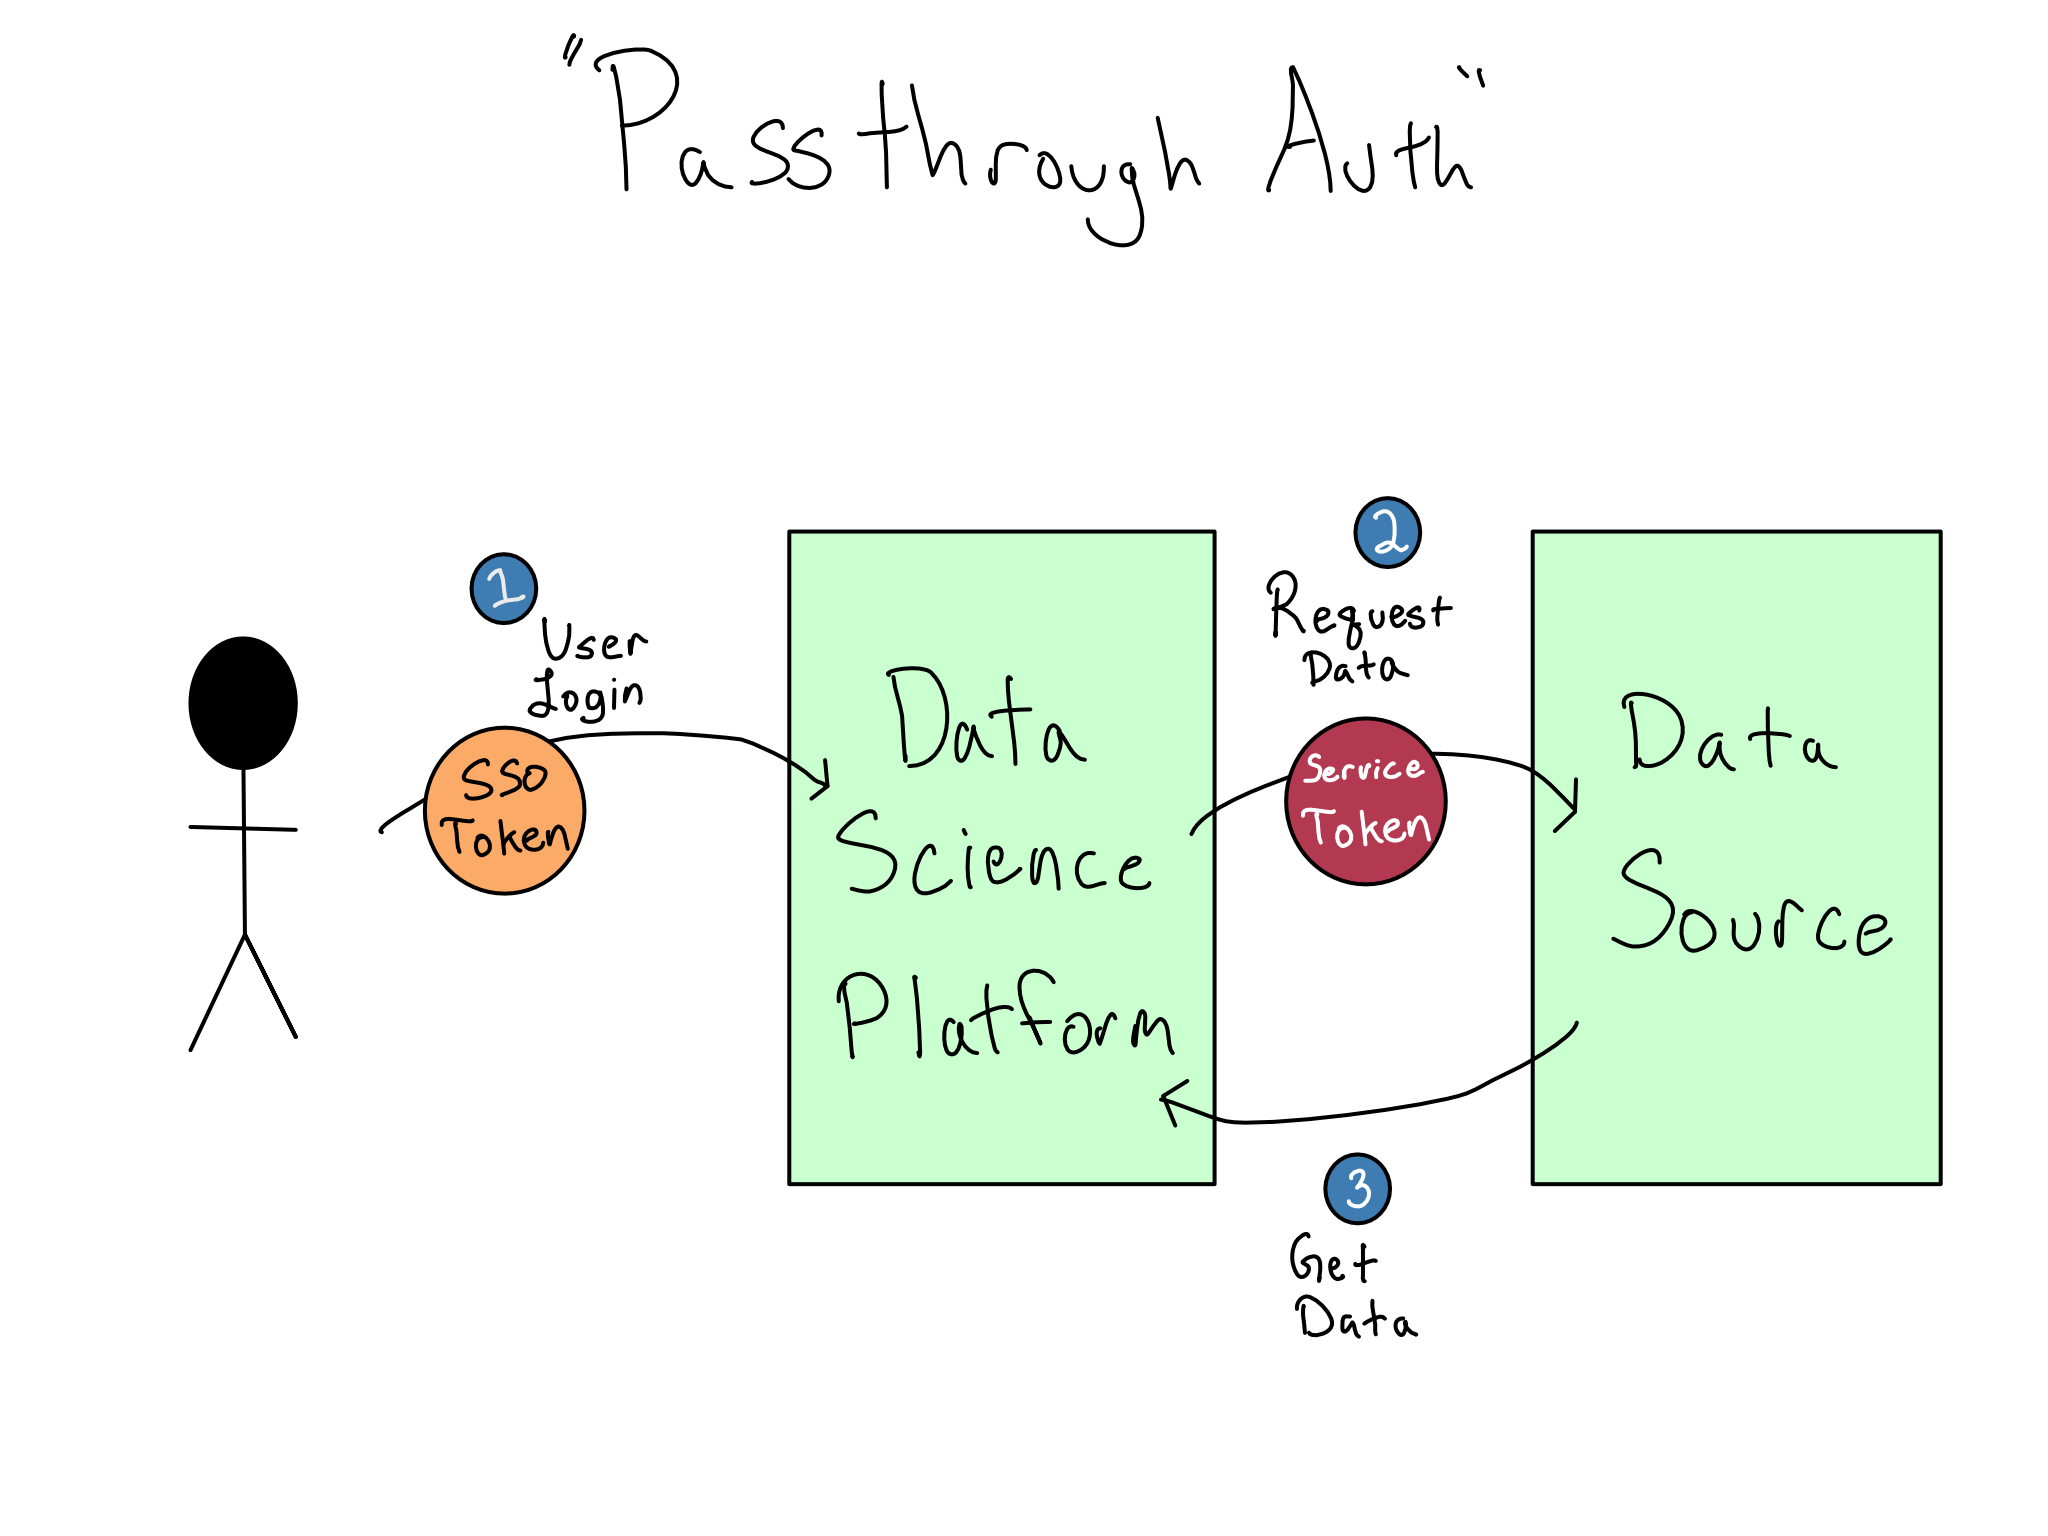 "Passthrough Auth"
1
User
Login
SSO
Token
Data
Science
Platform
2
Request
Data
Service
Token
Data
Source
3
Get
Data